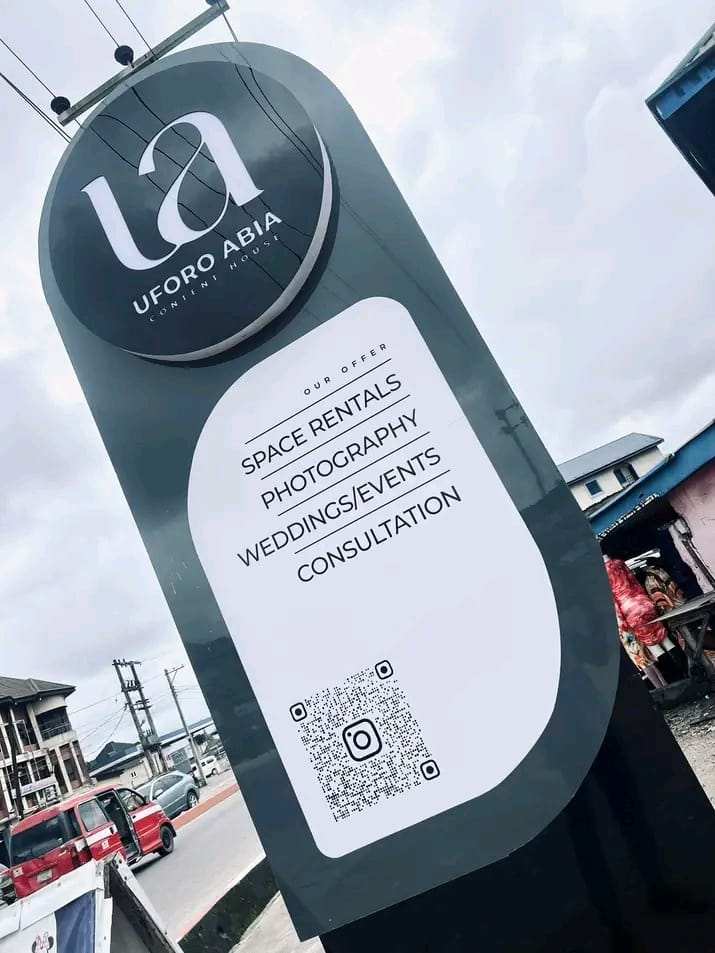 ua
UFORO ABIA
CONTENT HOUSE
OUR OFFER
SPACE RENTALS
PHOTOGRAPHY
WEDDINGS/EVENTS
CONSULTATION